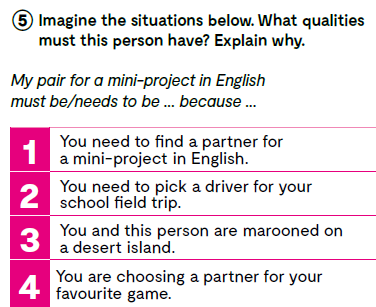 5 Imagine the situations below. What qualities
must this person have? Explain why.
My pair for a mini-project in English
must be/needs to be ... because ...
1 You need to find a partner for
a mini-project in English.
2 You need to pick a driver for your
school field trip.
3 You and this person are marooned on
a desert island.
4 You are choosing a partner for your
favourite game.